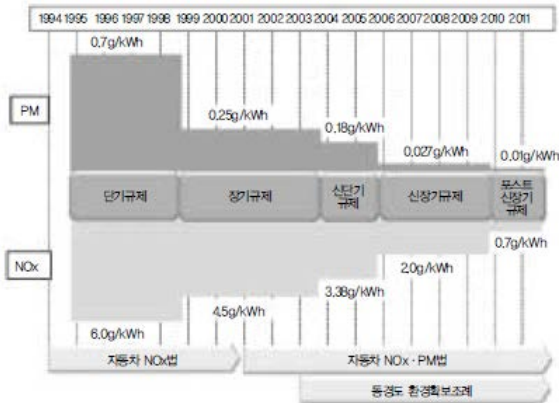 1994 1995 1996 1997 1998 1999 2000 2001 2002 2003 2004 2005 2006 2007 2008 2009 2010 2011
0.7g/kWh
PM
0.25g/kWh
0.18g/kWh
0.027g/kWh
0.01g/kWh
단기규제
장기규제
신단기
규제
신장기규제
포스트
신장기
규제
NOx
0.7g/kWh
2.0g/kWh
3.38g/kWh
4.5g/kWh
6.0g/kWh
자동차 NOx법
자동차 NOx · PM법
동경도 환경확보조례